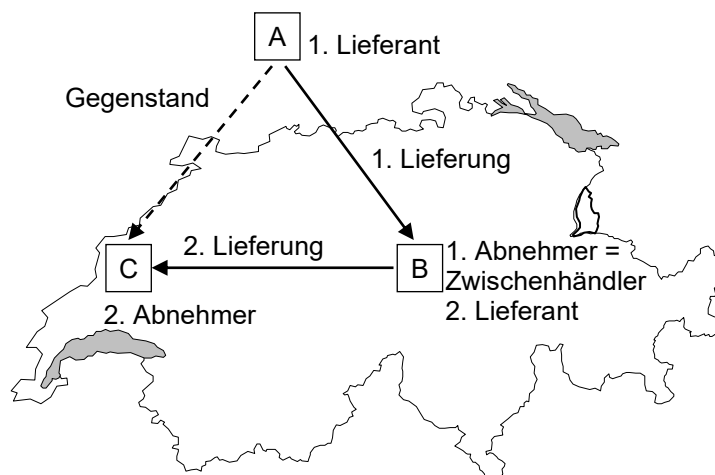 A
1. Lieferant
Gegenstand
1. Lieferung
C
2. Lieferung
B
1. Abnehmer =
Zwischenhändler
2. Lieferant
2. Abnehmer